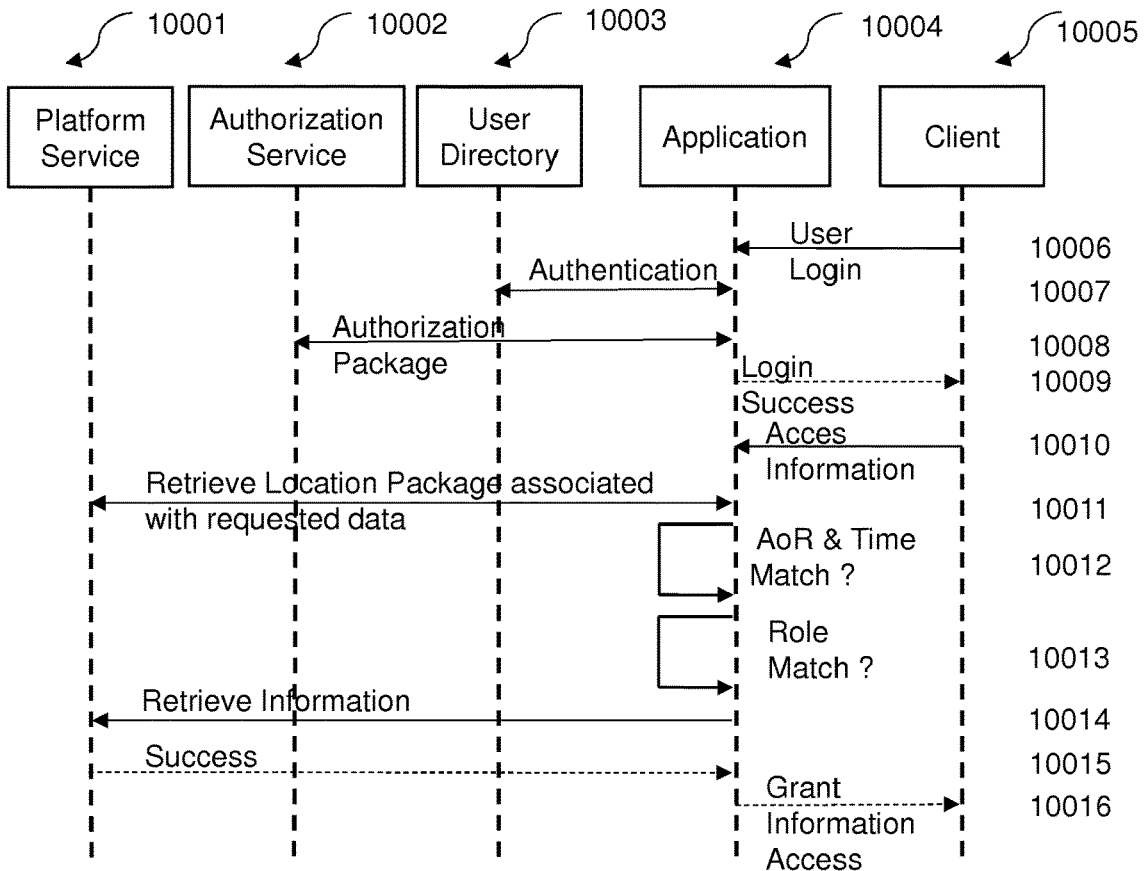 10001
10002
10003
10004
10005
Platform
Service
Authorization
Service
User
Directory
Application
Client
User
Login
10006
Authentication
10007
Authorization
Package
10008
Login
Success
10009
Acces
Information
10010
Retrieve Location Package associated
with requested data
10011
AoR & Time
Match ?
10012
Role
Match ?
10013
Retrieve Information
10014
Success
10015
Grant
Information
Access
10016